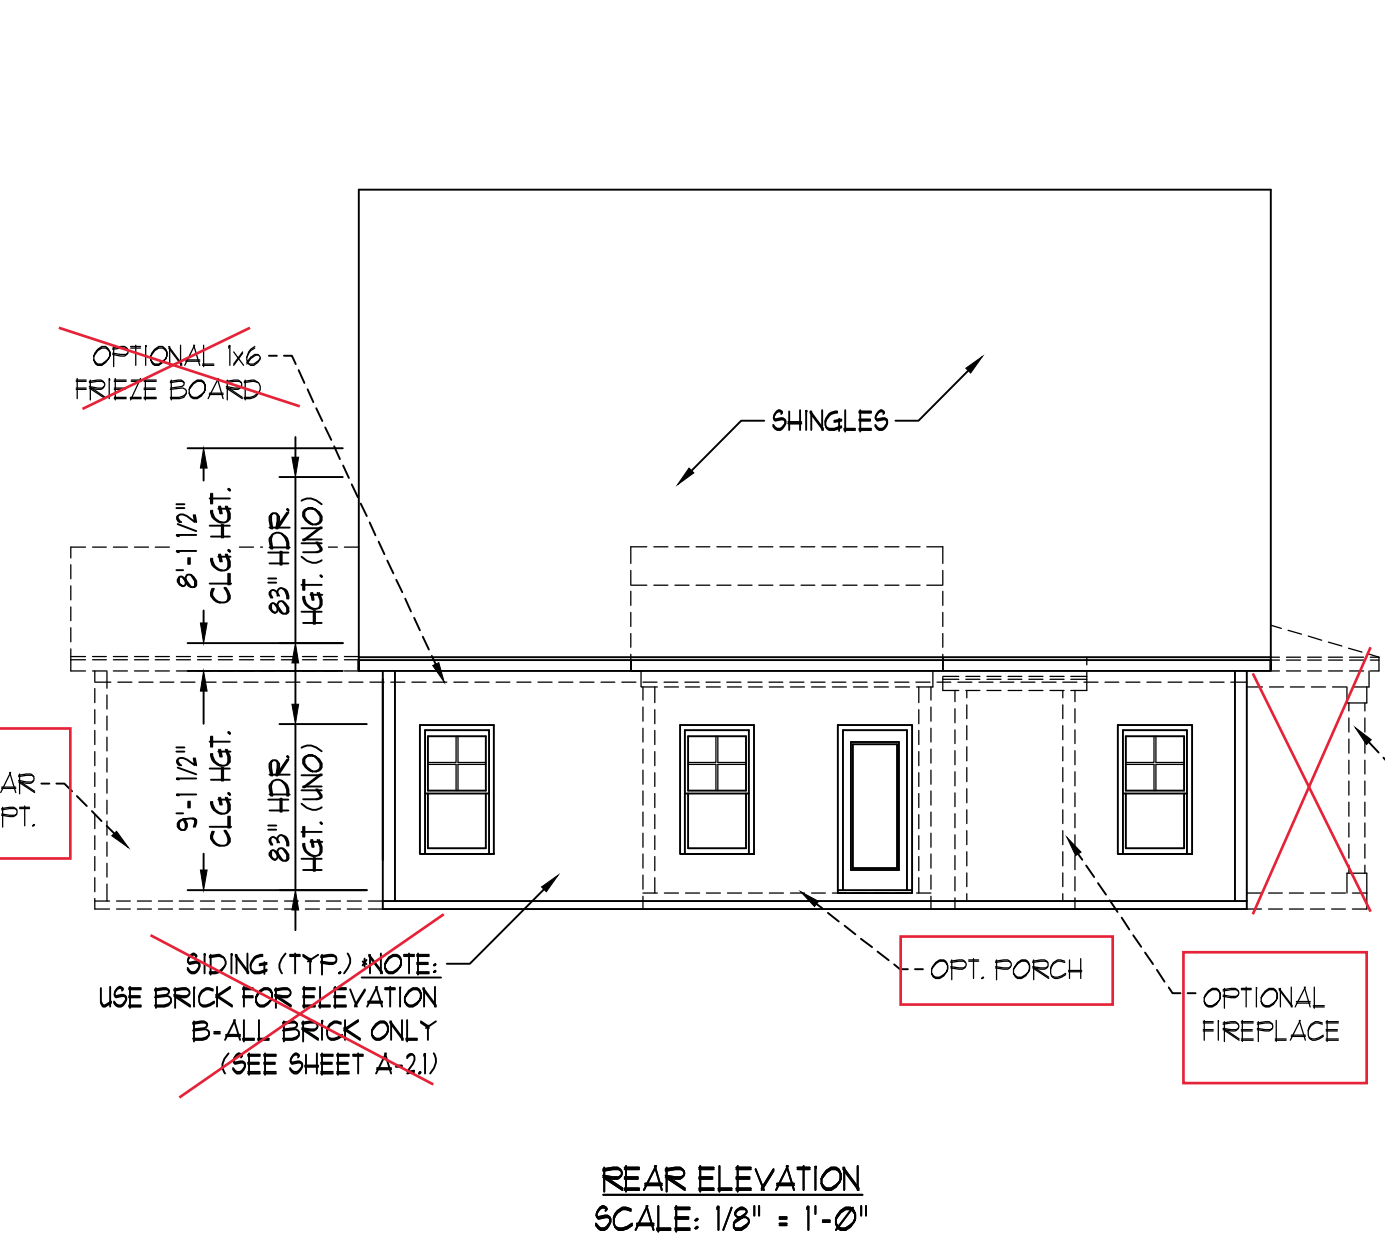 OPTIONAL 1x6
FRIEZE BOARD
SHINGLES
8'-1 1/2"
CLG. HGT.
83" HDR.
HGT. (UNO)
9'-1 1/2"
CLG. HGT.
83" HDR.
HGT. (UNO)
AR
PT.
SIDING (TYP.) *NOTE:
USE BRICK FOR ELEVATION
B-ALL BRICK ONLY
(SEE SHEET A-2.1)
OPT. PORCH
OPTIONAL
FIREPLACE
REAR ELEVATION
SCALE: 1/8" = 1'-0"